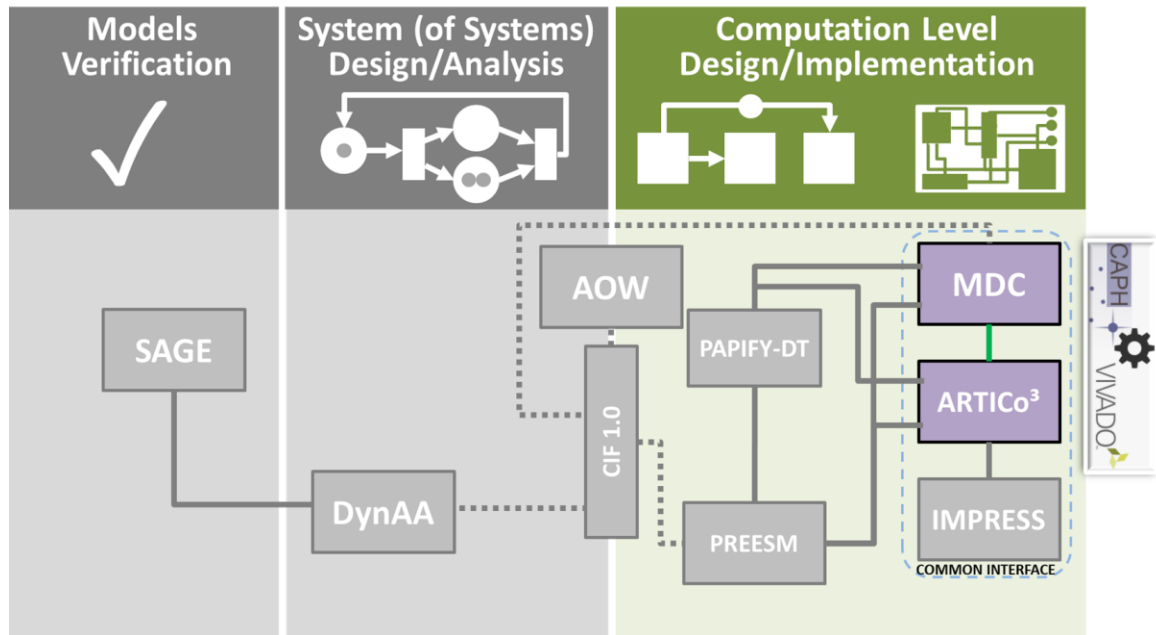 Models
Verification
System (of Systems)
Design/Analysis
Computation Level
Design/Implementation
SAGE
DynAA
AOW
CIF 1.0
PAPIFY-DT
PREESM
MDC
ARTICo³
IMPRESS
COMMON INTERFACE
CAPH
VIVADO